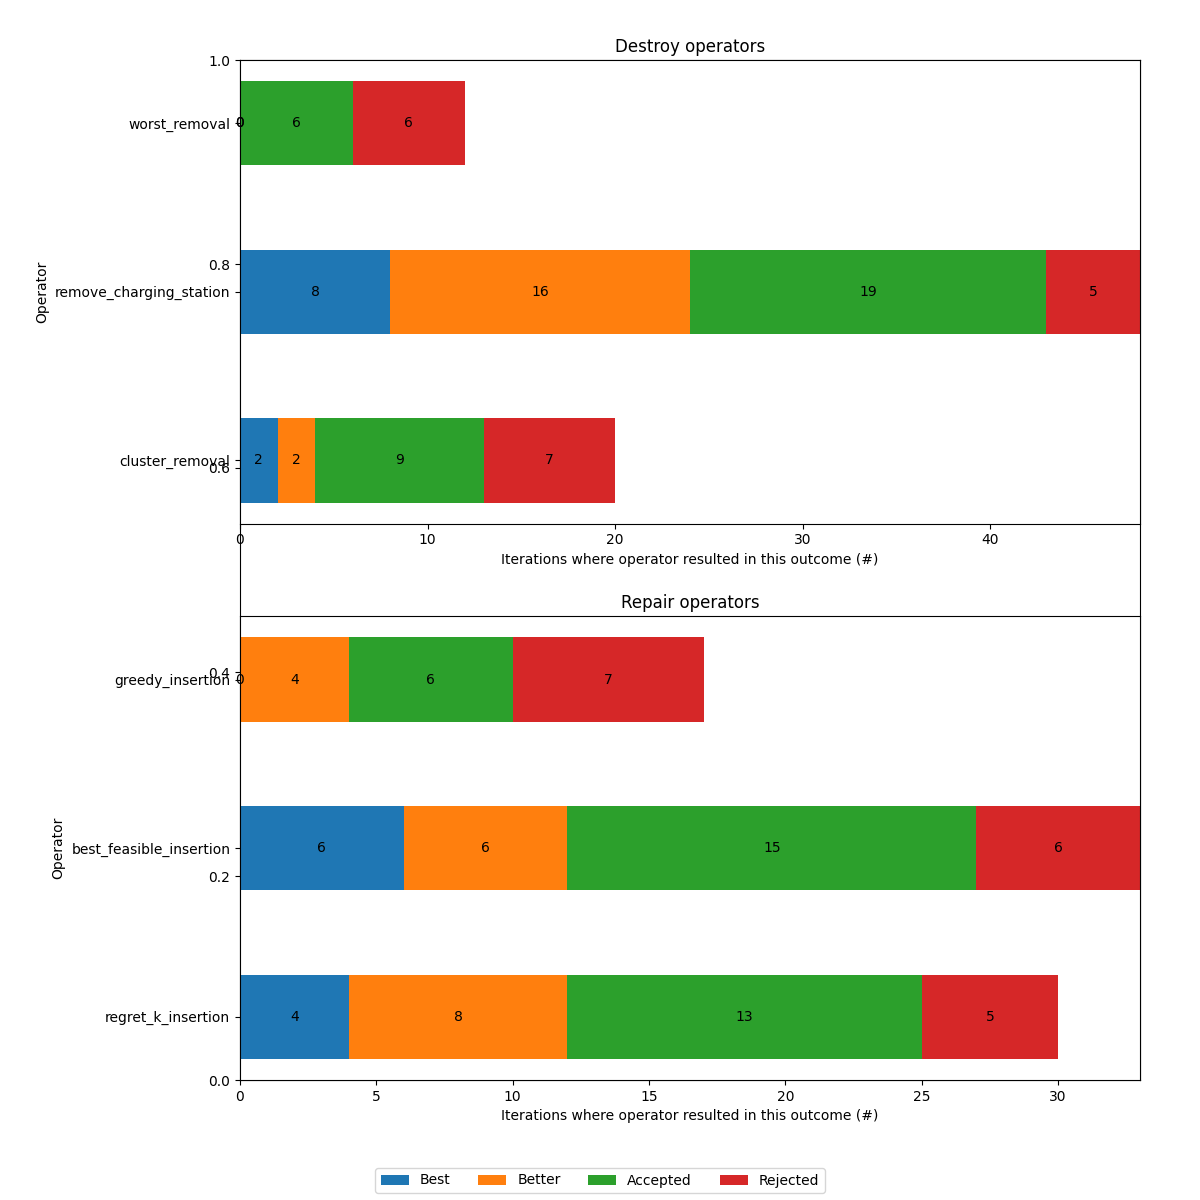 Destroy operators
1.0
worst_removal 0 0 6 6
0.8
Operator
remove_charging_station 8 16 19 5
cluster_removal 2 2 9 7
0.6
0 10 20 30 40
Iterations where operator resulted in this outcome (#)
Repair operators
0.4
greedy_insertion 0 4 6 7
Operator
best_feasible_insertion 6 6 15 6
0.2
regret_k_insertion 4 8 13 5
0.0
0 5 10 15 20 25 30
Iterations where operator resulted in this outcome (#)
Best Better Accepted Rejected